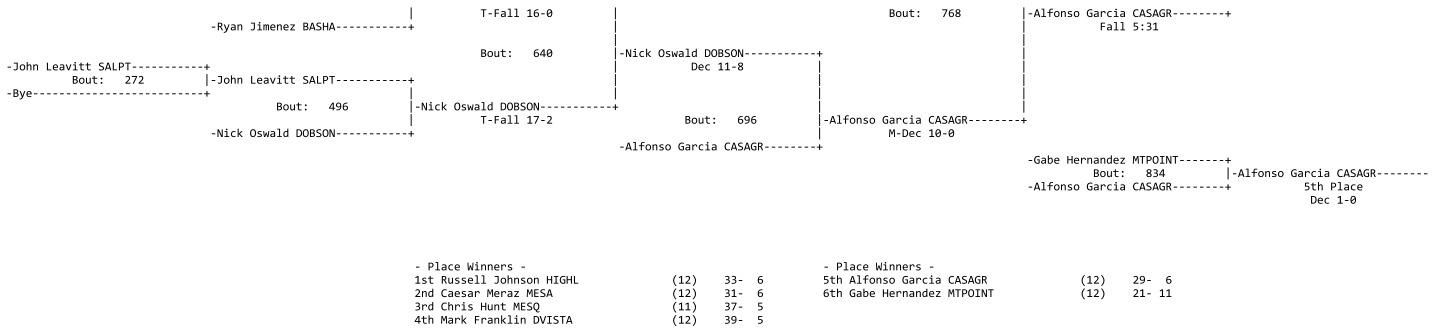 T-Fall 16-0 Bout: 768 -Alfonso Garcia CASAGR--------+
-Ryan Jimenez BASHA-----------+ Fall 5:31
Bout: 640 -Nick Oswald DOBSON-----------+
-John Leavitt SALPT-----------+ Dec 11-8
Bout: 272 |-John Leavitt SALPT-----------+
-Bye--------------------------+
Bout: 496 |-Nick Oswald DOBSON-----------+
T-Fall 17-2 Bout: 696 |-Alfonso Garcia CASAGR--------+
-Nick Oswald DOBSON-----------+ M-Dec 10-0
-Alfonso Garcia CASAGR--------+
-Gabe Hernandez MTPOINT-------+
Bout: 834 |-Alfonso Garcia CASAGR--------
-Alfonso Garcia CASAGR--------+ 5th Place
Dec 1-0
- Place Winners - - Place Winners -
1st Russell Johnson HIGHL (12) 33- 6 5th Alfonso Garcia CASAGR (12) 29- 6
2nd Caesar Meraz MESA (12) 31- 6 6th Gabe Hernandez MTPOINT (12) 21- 11
3rd Chris Hunt MESQ (11) 37- 5
4th Mark Franklin DVISTA (12) 39- 5